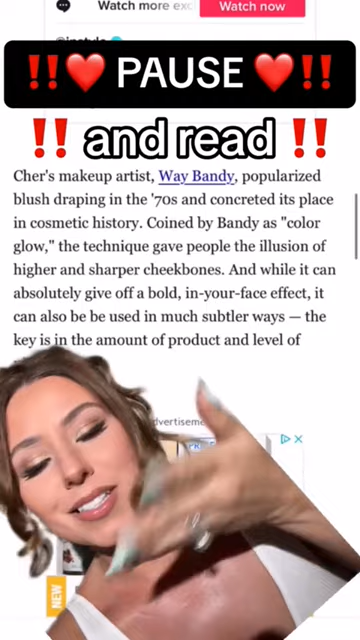 Watch more exc
Watch now
@instyle
‼️❤️ PAUSE ❤️‼️
‼️ and read ‼️
Cher's makeup artist, Way Bandy, popularized
blush draping in the '70s and concreted its place
in cosmetic history. Coined by Bandy as "color
glow," the technique gave people the illusion of
higher and sharper cheekbones. And while it can
absolutely give off a bold, in-your-face effect, it
can also be be used in much subtler ways — the
key is in the amount of product and level of
NEW